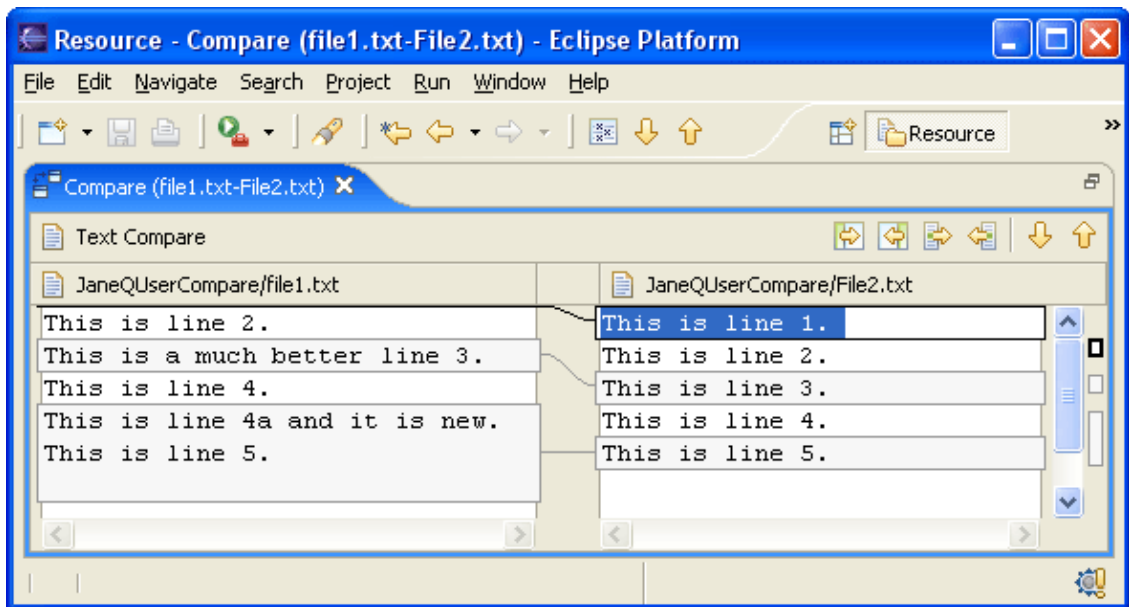 Resource - Compare (file1.txt-File2.txt) - Eclipse Platform
File Edit Navigate Search Project Run Window Help
Resource
Compare (file1.txt-File2.txt)
Text Compare
JaneQUserCompare/file1.txt
This is line 2.
This is a much better line 3.
This is line 4.
This is line 4a and it is new.
This is line 5.
JaneQUserCompare/File2.txt
This is line 1.
This is line 2.
This is line 3.
This is line 4.
This is line 5.